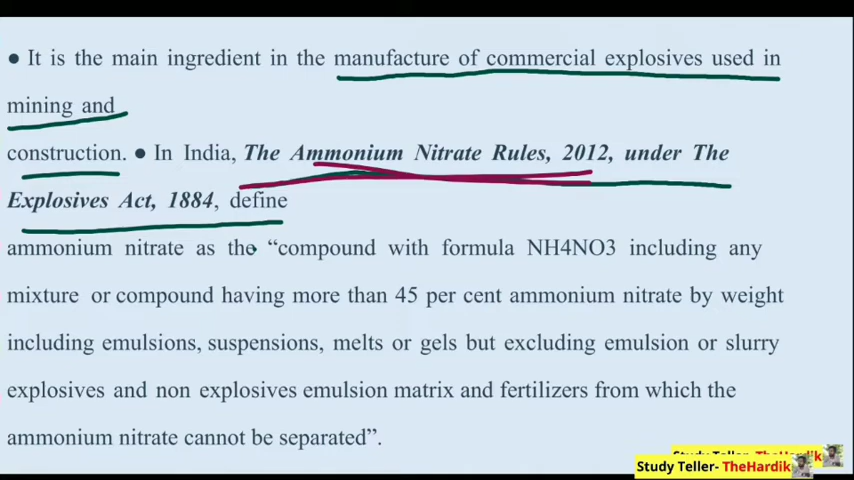 ● It is the main ingredient in the manufacture of commercial explosives used in
mining and
construction. ● In India, The Ammonium Nitrate Rules, 2012, under The
Explosives Act, 1884, define
ammonium nitrate as the “compound with formula NH4NO3 including any
mixture or compound having more than 45 per cent ammonium nitrate by weight
including emulsions, suspensions, melts or gels but excluding emulsion or slurry
explosives and non explosives emulsion matrix and fertilizers from which the
ammonium nitrate cannot be separated”.
Study Teller- TheHardik
Study Teller- TheHardik